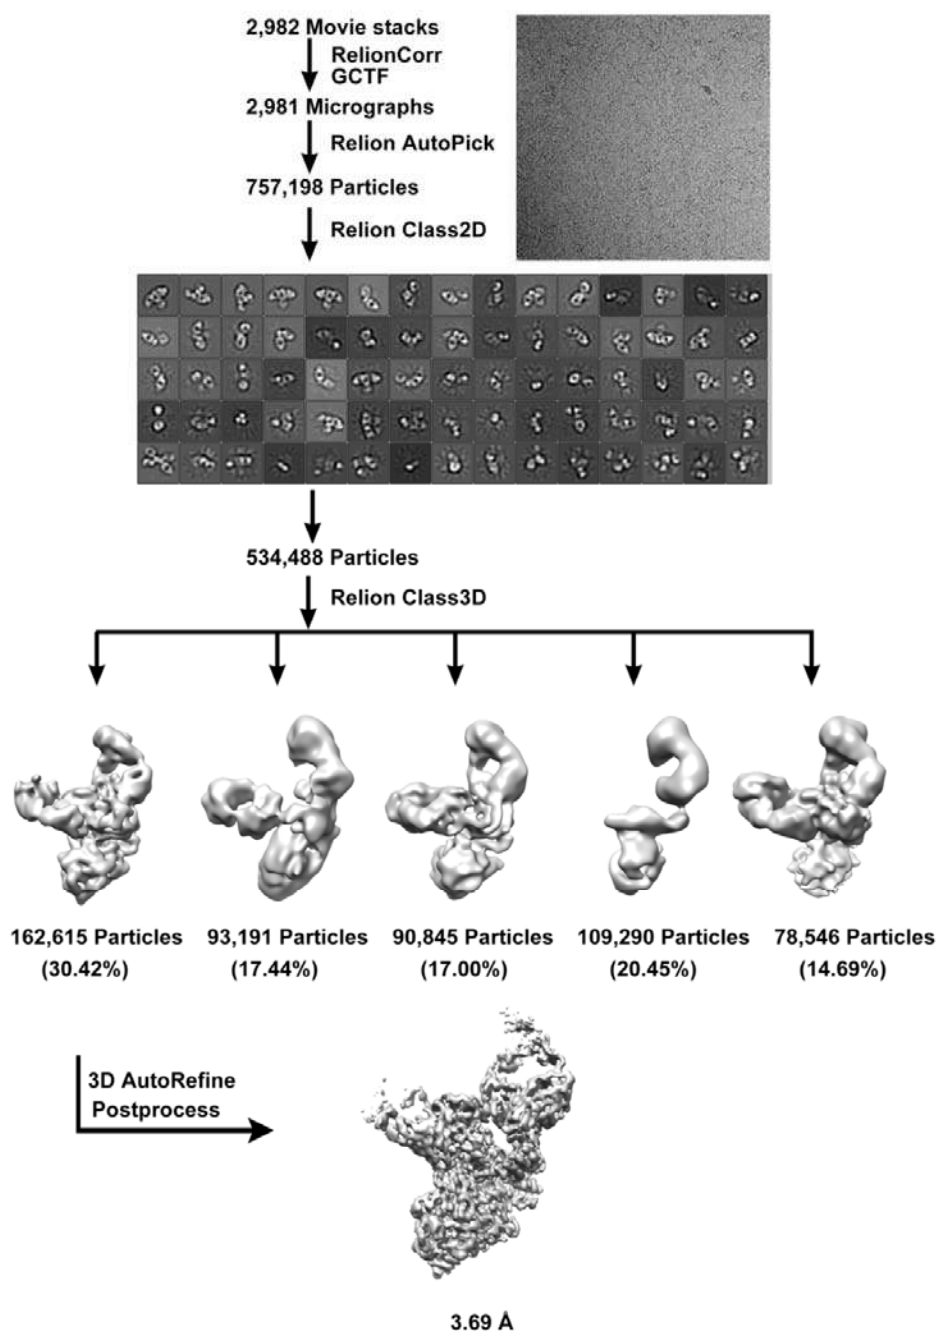 2,982 Movie stacks
RelionCorr
GCTF
2,981 Micrographs
Relion AutoPick
757,198 Particles
Relion Class2D
534,488 Particles
Relion Class3D
162,615 Particles
(30.42%)
93,191 Particles
(17.44%)
90,845 Particles
(17.00%)
109,290 Particles
(20.45%)
78,546 Particles
(14.69%)
3D AutoRefine
Postprocess
3.69 Å